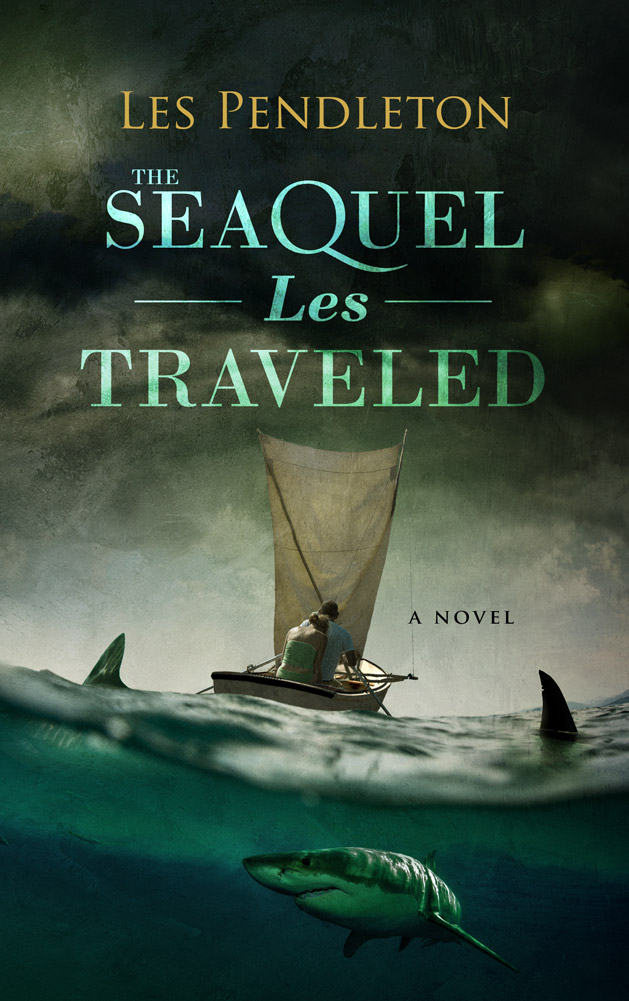 Les Pendleton
THE
SEAQUEL
Les
TRAVELED
A NOVEL